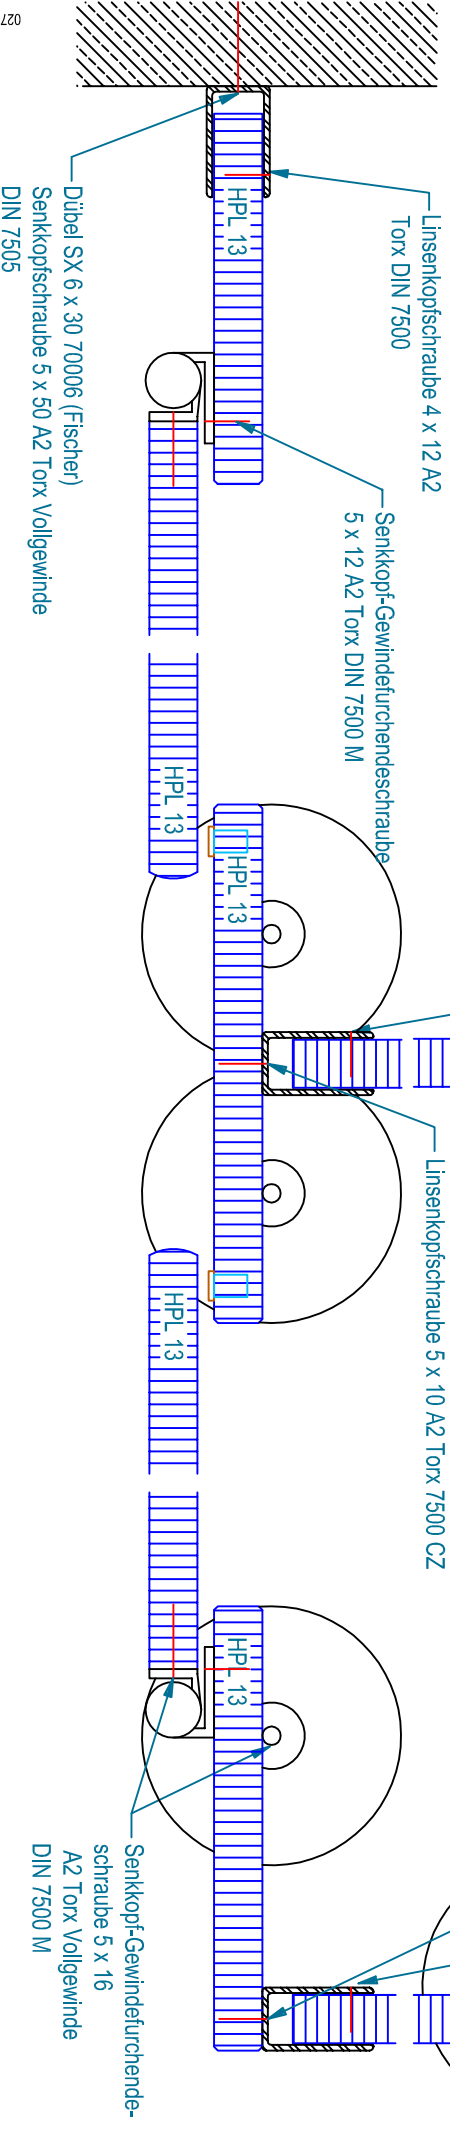 027
Linsenkopfschraube 4 x 12 A2
Torx DIN 7500
HPL 13
Dübel SX 6 x 30 70006 (Fischer)
Senkkopfschraube 5 x 50 A2 Torx Vollgewinde
DIN 7505
Senkkopf-Gewindefurchendeschraube
5 x 12 A2 Torx DIN 7500 M
HPL 13
HPL 13
Linsenkopfschraube 5 x 10 A2 Torx 7500 CZ
HPL 13
HPL 13
Senkkopf-Gewindefurchende-
schraube 5 x 16
A2 Torx Vollgewinde
DIN 7500 M